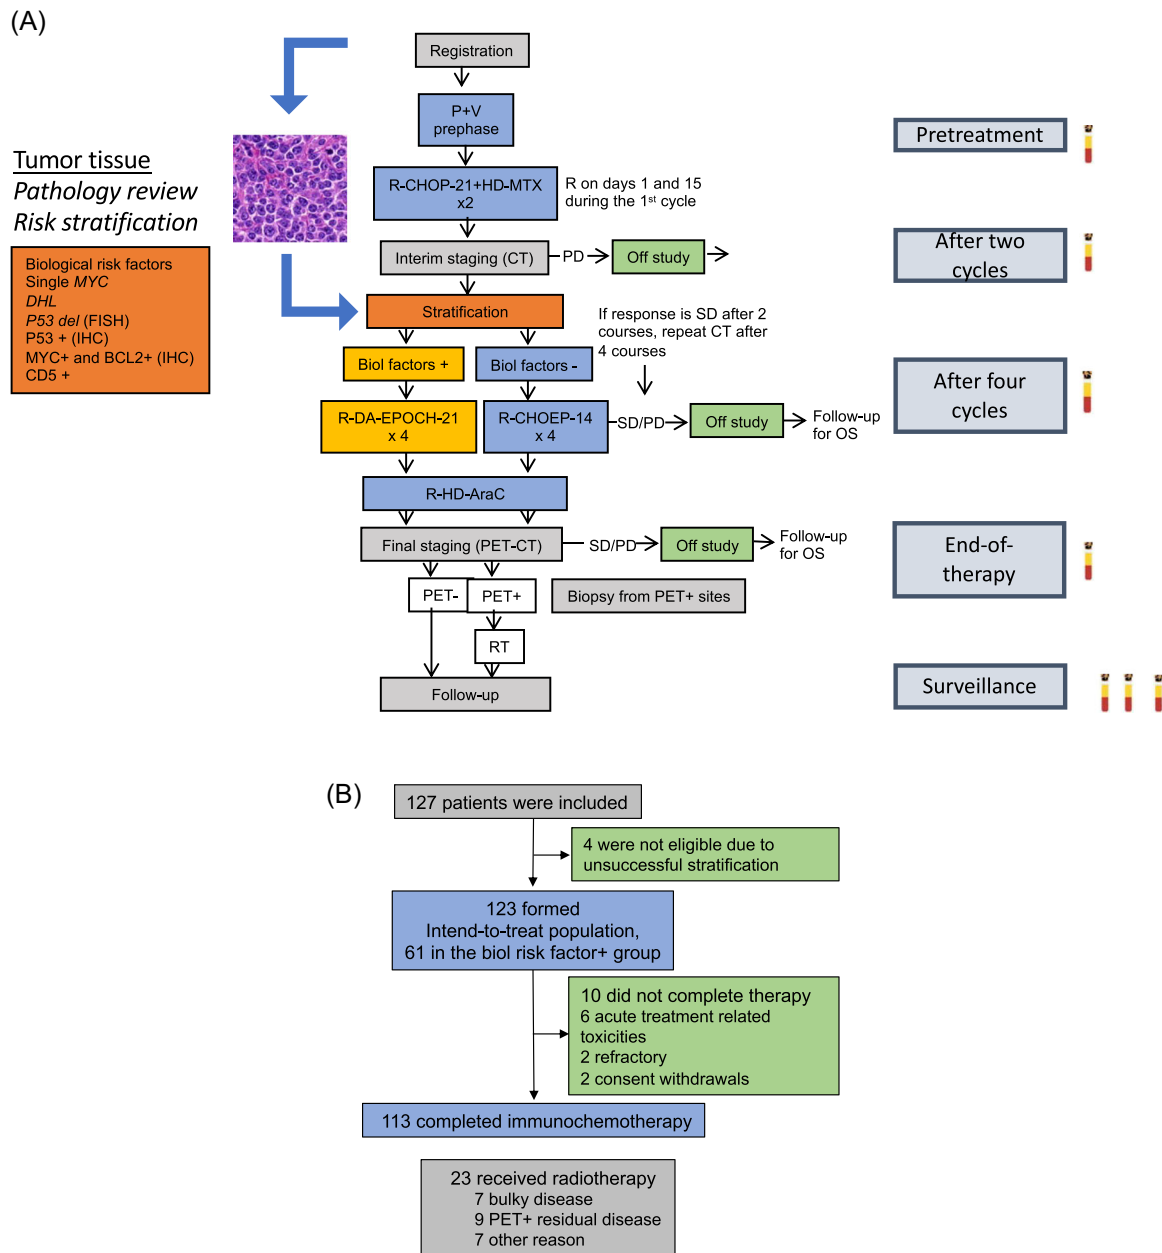 (A)
Registration
P+V
prephase
R-CHOP-21+HD-MTX
x2
R on days 1 and 15
during the 1st cycle
Interim staging (CT)
PD
Off study
Stratification
If response is SD after 2
courses, repeat CT after
4 courses
Biol factors +
Biol factors -
R-DA-EPOCH-21
x 4
R-CHOEP-14
x 4
SD/PD
Off study
Follow-up
for OS
R-HD-AraC
Final staging (PET-CT)
SD/PD
Off study
Follow-up
for OS
PET-
PET+
Biopsy from PET+ sites
RT
Follow-up
Tumor tissue
Pathology review
Risk stratification
Biological risk factors
Single MYC
DHL
P53 del (FISH)
P53 + (IHC)
MYC+ and BCL2+ (IHC)
CD5 +
Pretreatment
After two
cycles
After four
cycles
End-of-
therapy
Surveillance
(B)
127 patients were included
4 were not eligible due to
unsuccessful stratification
123 formed
Intend-to-treat population,
61 in the biol risk factor+ group
10 did not complete therapy
6 acute treatment related
toxicities
2 refractory
2 consent withdrawals
113 completed immunochemotherapy
23 received radiotherapy
7 bulky disease
9 PET+ residual disease
7 other reason